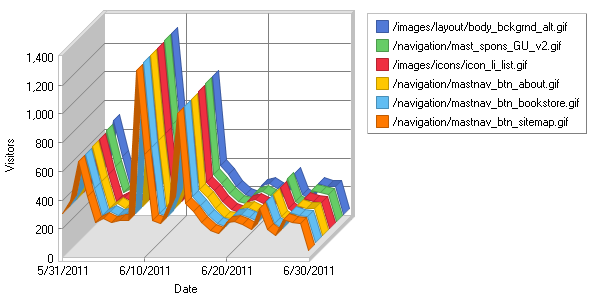 /images/layout/body_bckgrnd_alt.gif
/navigation/mast_spons_GU_v2.gif
/images/icons/icon_li_list.gif
/navigation/mastnav_btn_about.gif
/navigation/mastnav_btn_bookstore.gif
/navigation/mastnav_btn_sitemap.gif
1,400
1,200
1,000
800
600
400
200
0
Visitors
5/31/2011 6/10/2011 6/20/2011 6/30/2011
Date